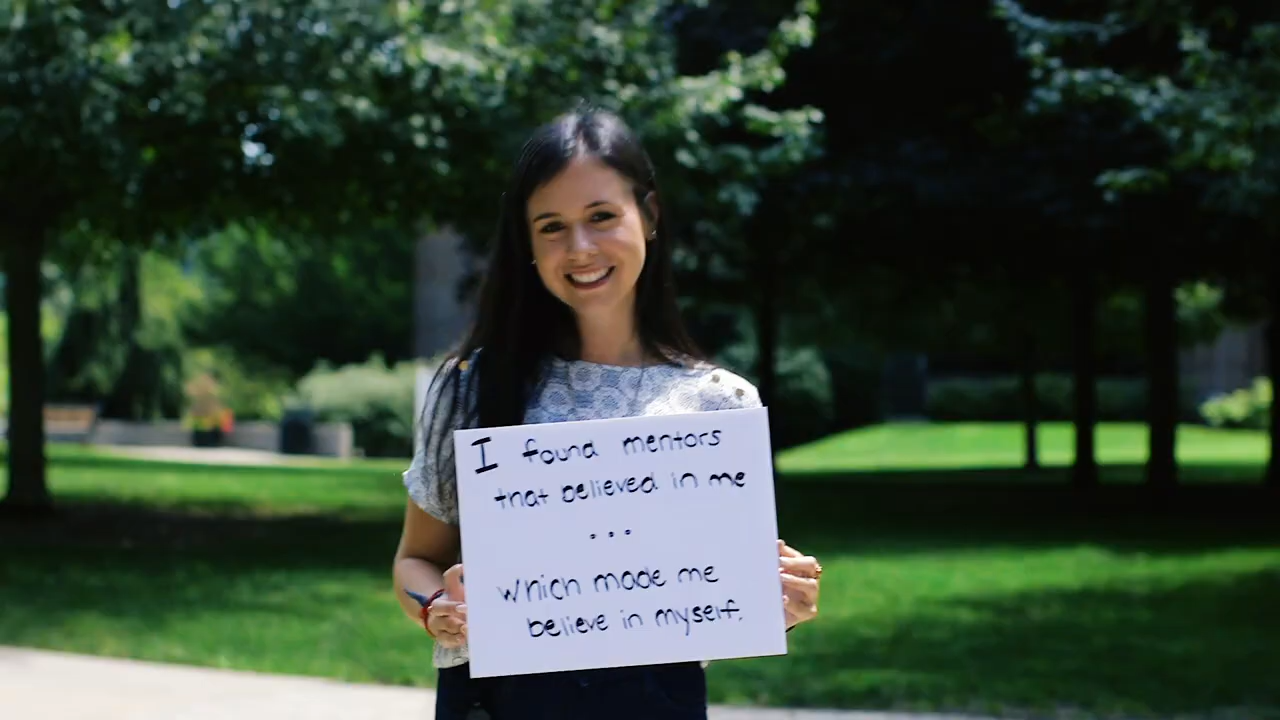 I found mentors
that believed in me
...
which made me
believe in myself.